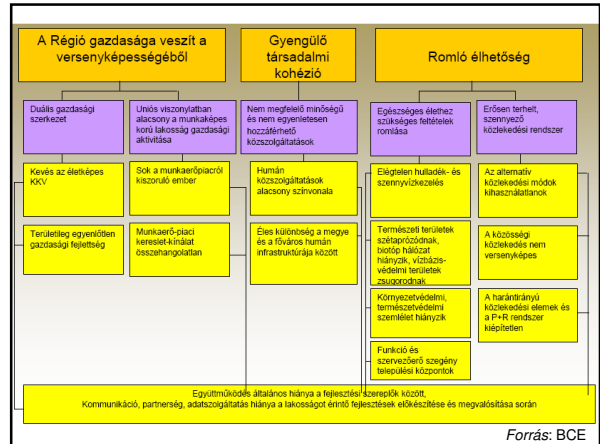 A Régió gazdasága veszít a
versenyképességéből
Gyengülő
társadalmi
kohézió
Romló élhetőség
Duális gazdasági
szerkezet
Uniós viszonylatban
alacsony a munkaképes
korú lakosság gazdasági
aktivitása
Nem megfelelő minőségű
és nem egyenletesen
hozzáférhető
közszolgáltatások
Egészséges élethez
szükséges feltételek
romlása
Erősen terhelt,
szennyező
közlekedési rendszer
Kevés az életképes
KKV
Sok a munkaerőpiacról
kiszoruló ember
Humán
közszolgáltatások
alacsony színvonala
Elégtelen hulladék- és
szennyvízkezelés
Az alternatív
közlekedési módok
kihasználatlanok
Területileg egyenlőtlen
gazdasági fejlettség
Munkaerő-piaci
kereslet-kínálat
összehangolatlan
Éles különbség a megye
és a főváros humán
infrastruktúrája között
Természeti területek
szétaprózódnak,
biotóp hálózat
hiányzik, vízbázis-
védelmi területek
zsugorodnak
A közösségi
közlekedés nem
versenyképes
Környezetvédelmi,
természetvédelmi
szemlélet hiányzik
A harántirányú
közlekedési elemek és
a P+R rendszer
kiépítetlen
Funkció és
szervezőerő szegény
települési központok
Együttműködés általános hiánya a fejlesztési szereplők között,
Kommunikáció, partnerség, adatszolgáltatás hiánya a lakosságot érintő fejlesztések előkészítése és megvalósítása során
Forrás: BCE